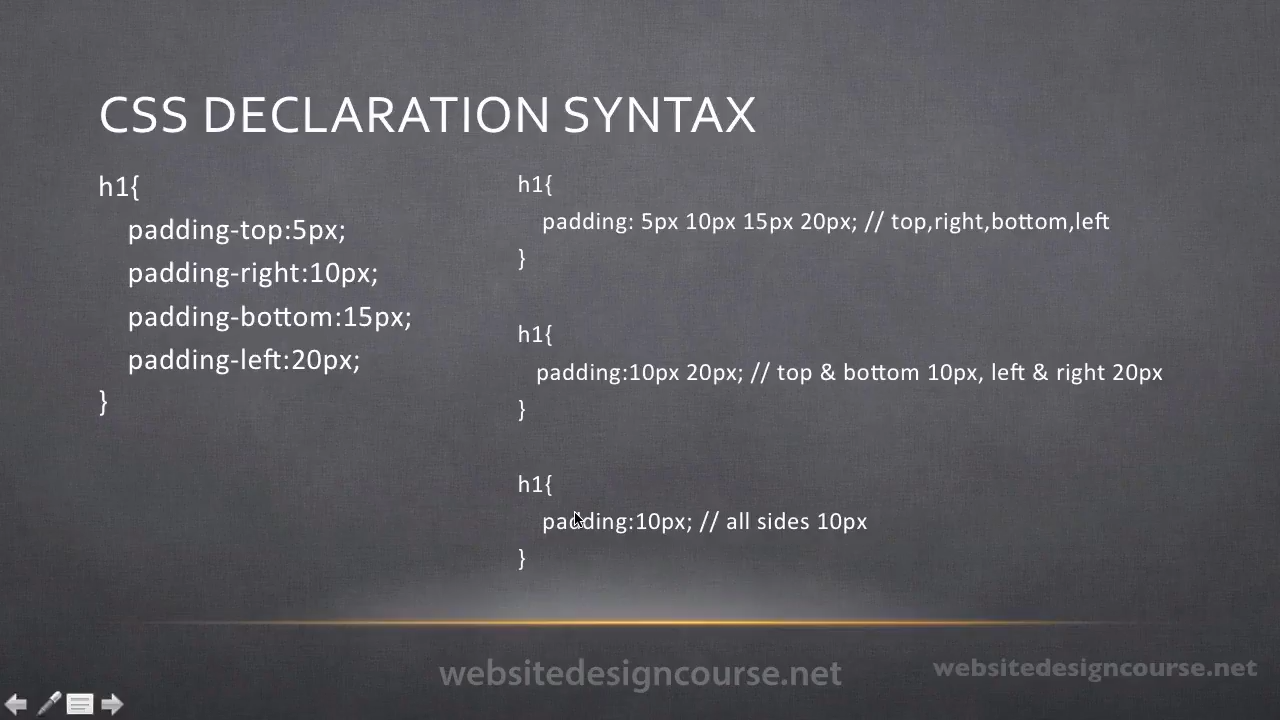 CSS DECLARATION SYNTAX
h1{
padding-top:5px;
padding-right:10px;
padding-bottom:15px;
padding-left:20px;
}
h1{
padding: 5px 10px 15px 20px; // top,right,bottom,left
}
h1{
padding:10px 20px; // top & bottom 10px, left & right 20px
}
h1{
padding:10px; // all sides 10px
}
websitedesigncourse.net
websitedesigncourse.net